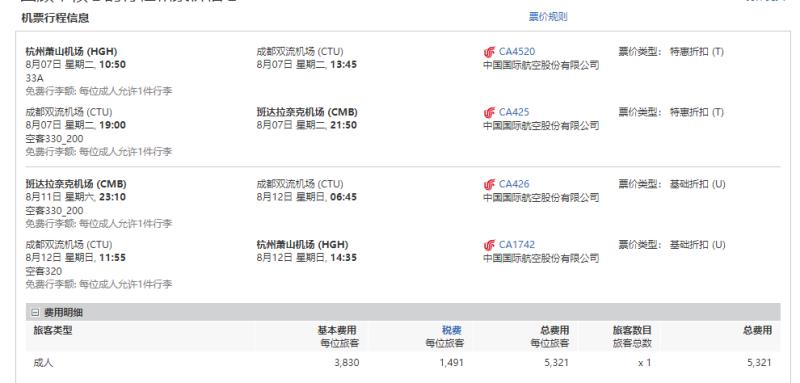 机票行程信息 票价规则
杭州萧山机场 (HGH) 成都双流机场 (CTU) CA4520 票价类型: 特惠折扣 (T)
8月07日 星期二, 10:50 8月07日 星期二, 13:45 中国国际航空股份有限公司
33A
免费行李额: 每位成人允许1件行李
成都双流机场 (CTU) 班达拉奈克机场 (CMB) CA425 票价类型: 特惠折扣 (T)
8月07日 星期二, 19:00 8月07日 星期二, 21:50 中国国际航空股份有限公司
空客330_200
免费行李额: 每位成人允许1件行李
班达拉奈克机场 (CMB) 成都双流机场 (CTU) CA426 票价类型: 基础折扣 (U)
8月11日 星期六, 23:10 8月12日 星期日, 06:45 中国国际航空股份有限公司
空客330_200
免费行李额: 每位成人允许1件行李
成都双流机场 (CTU) 杭州萧山机场 (HGH) CA1742 票价类型: 基础折扣 (U)
8月12日 星期日, 11:55 8月12日 星期日, 14:35 中国国际航空股份有限公司
空客320
免费行李额: 每位成人允许1件行李
费用明细
旅客类型 基本费用 税费 总费用 旅客数目 总费用
每位旅客 每位旅客 每位旅客 旅客总数
成人 3,830 1,491 5,321 x 1 5,321